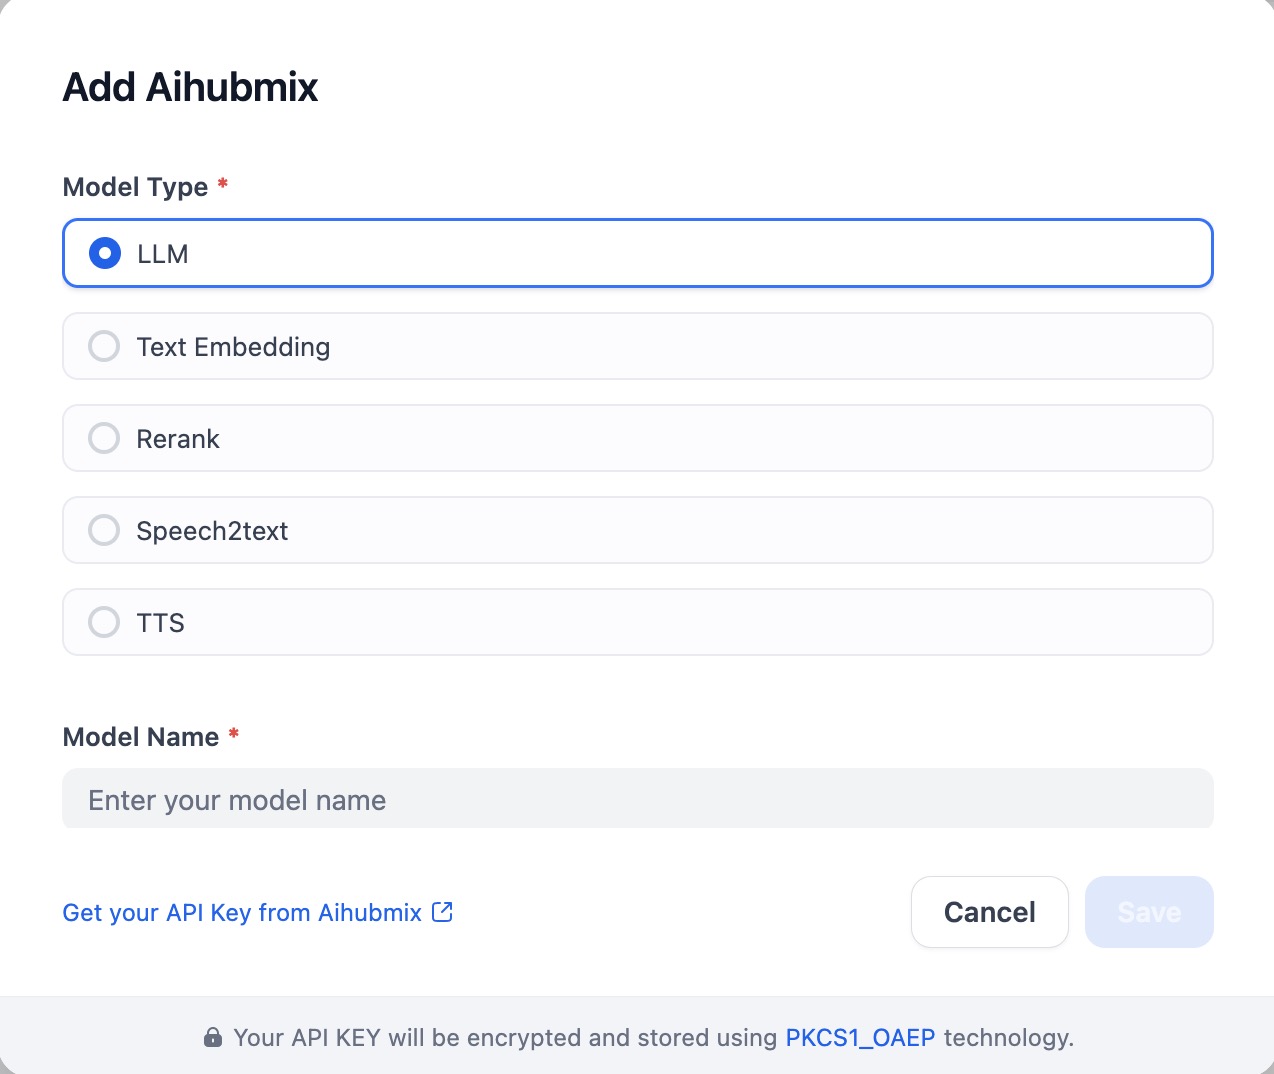 Add Aihubmix
Model Type *
LLM
Text Embedding
Rerank
Speech2text
TTS
Model Name *
Enter your model name
Get your API Key from Aihubmix
Cancel
Save
Your API KEY will be encrypted and stored using PKCS1_OAEP technology.